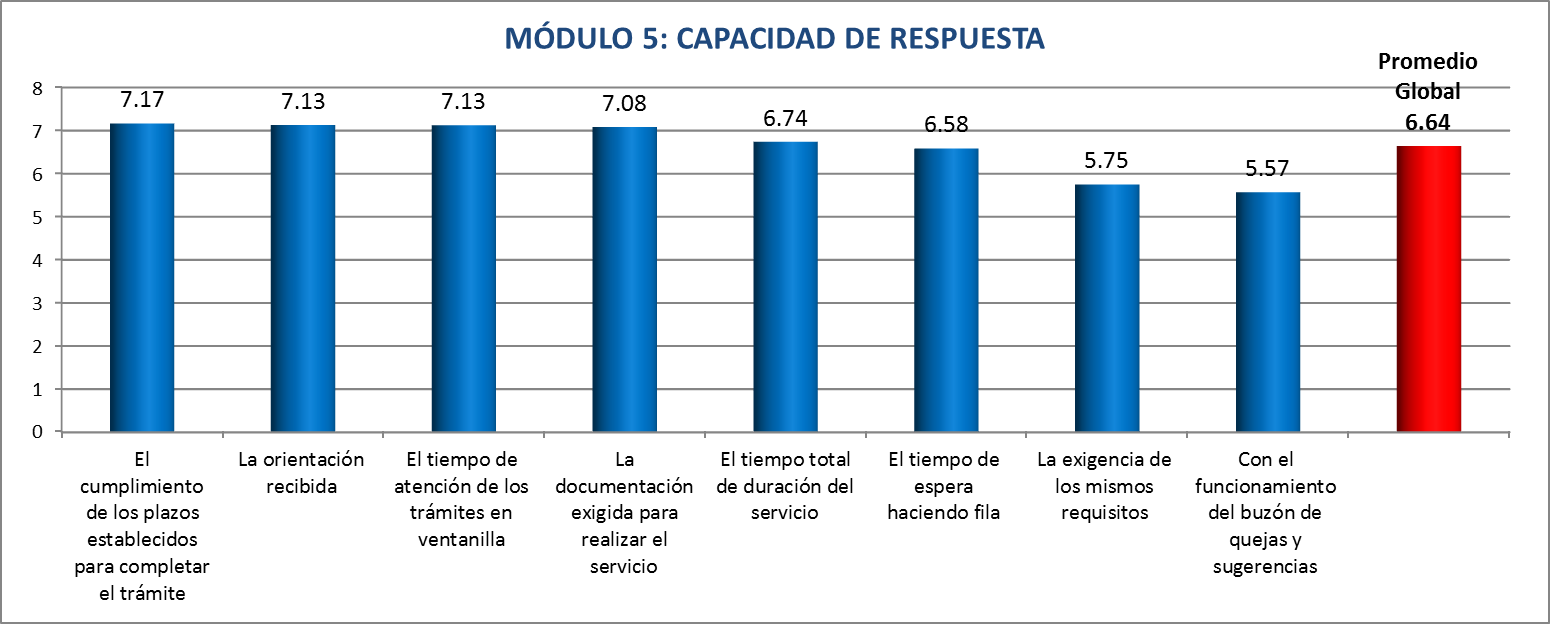 MÓDULO 5: CAPACIDAD DE RESPUESTA
Promedio
Global
6.64
8
7
6
5
4
3
2
1
0
7.17
7.13
7.13
7.08
6.74
6.58
5.75
5.57
El
cumplimiento
de los plazos
establecidos
para completar
el trámite
La orientación
recibida
El tiempo de
atención de los
trámites en
ventanilla
La
documentación
exigida para
realizar el
servicio
El tiempo total
de duración del
servicio
El tiempo de
espera
haciendo fila
La exigencia de
los mismos
requisitos
Con el
funcionamiento
del buzón de
quejas y
sugerencias